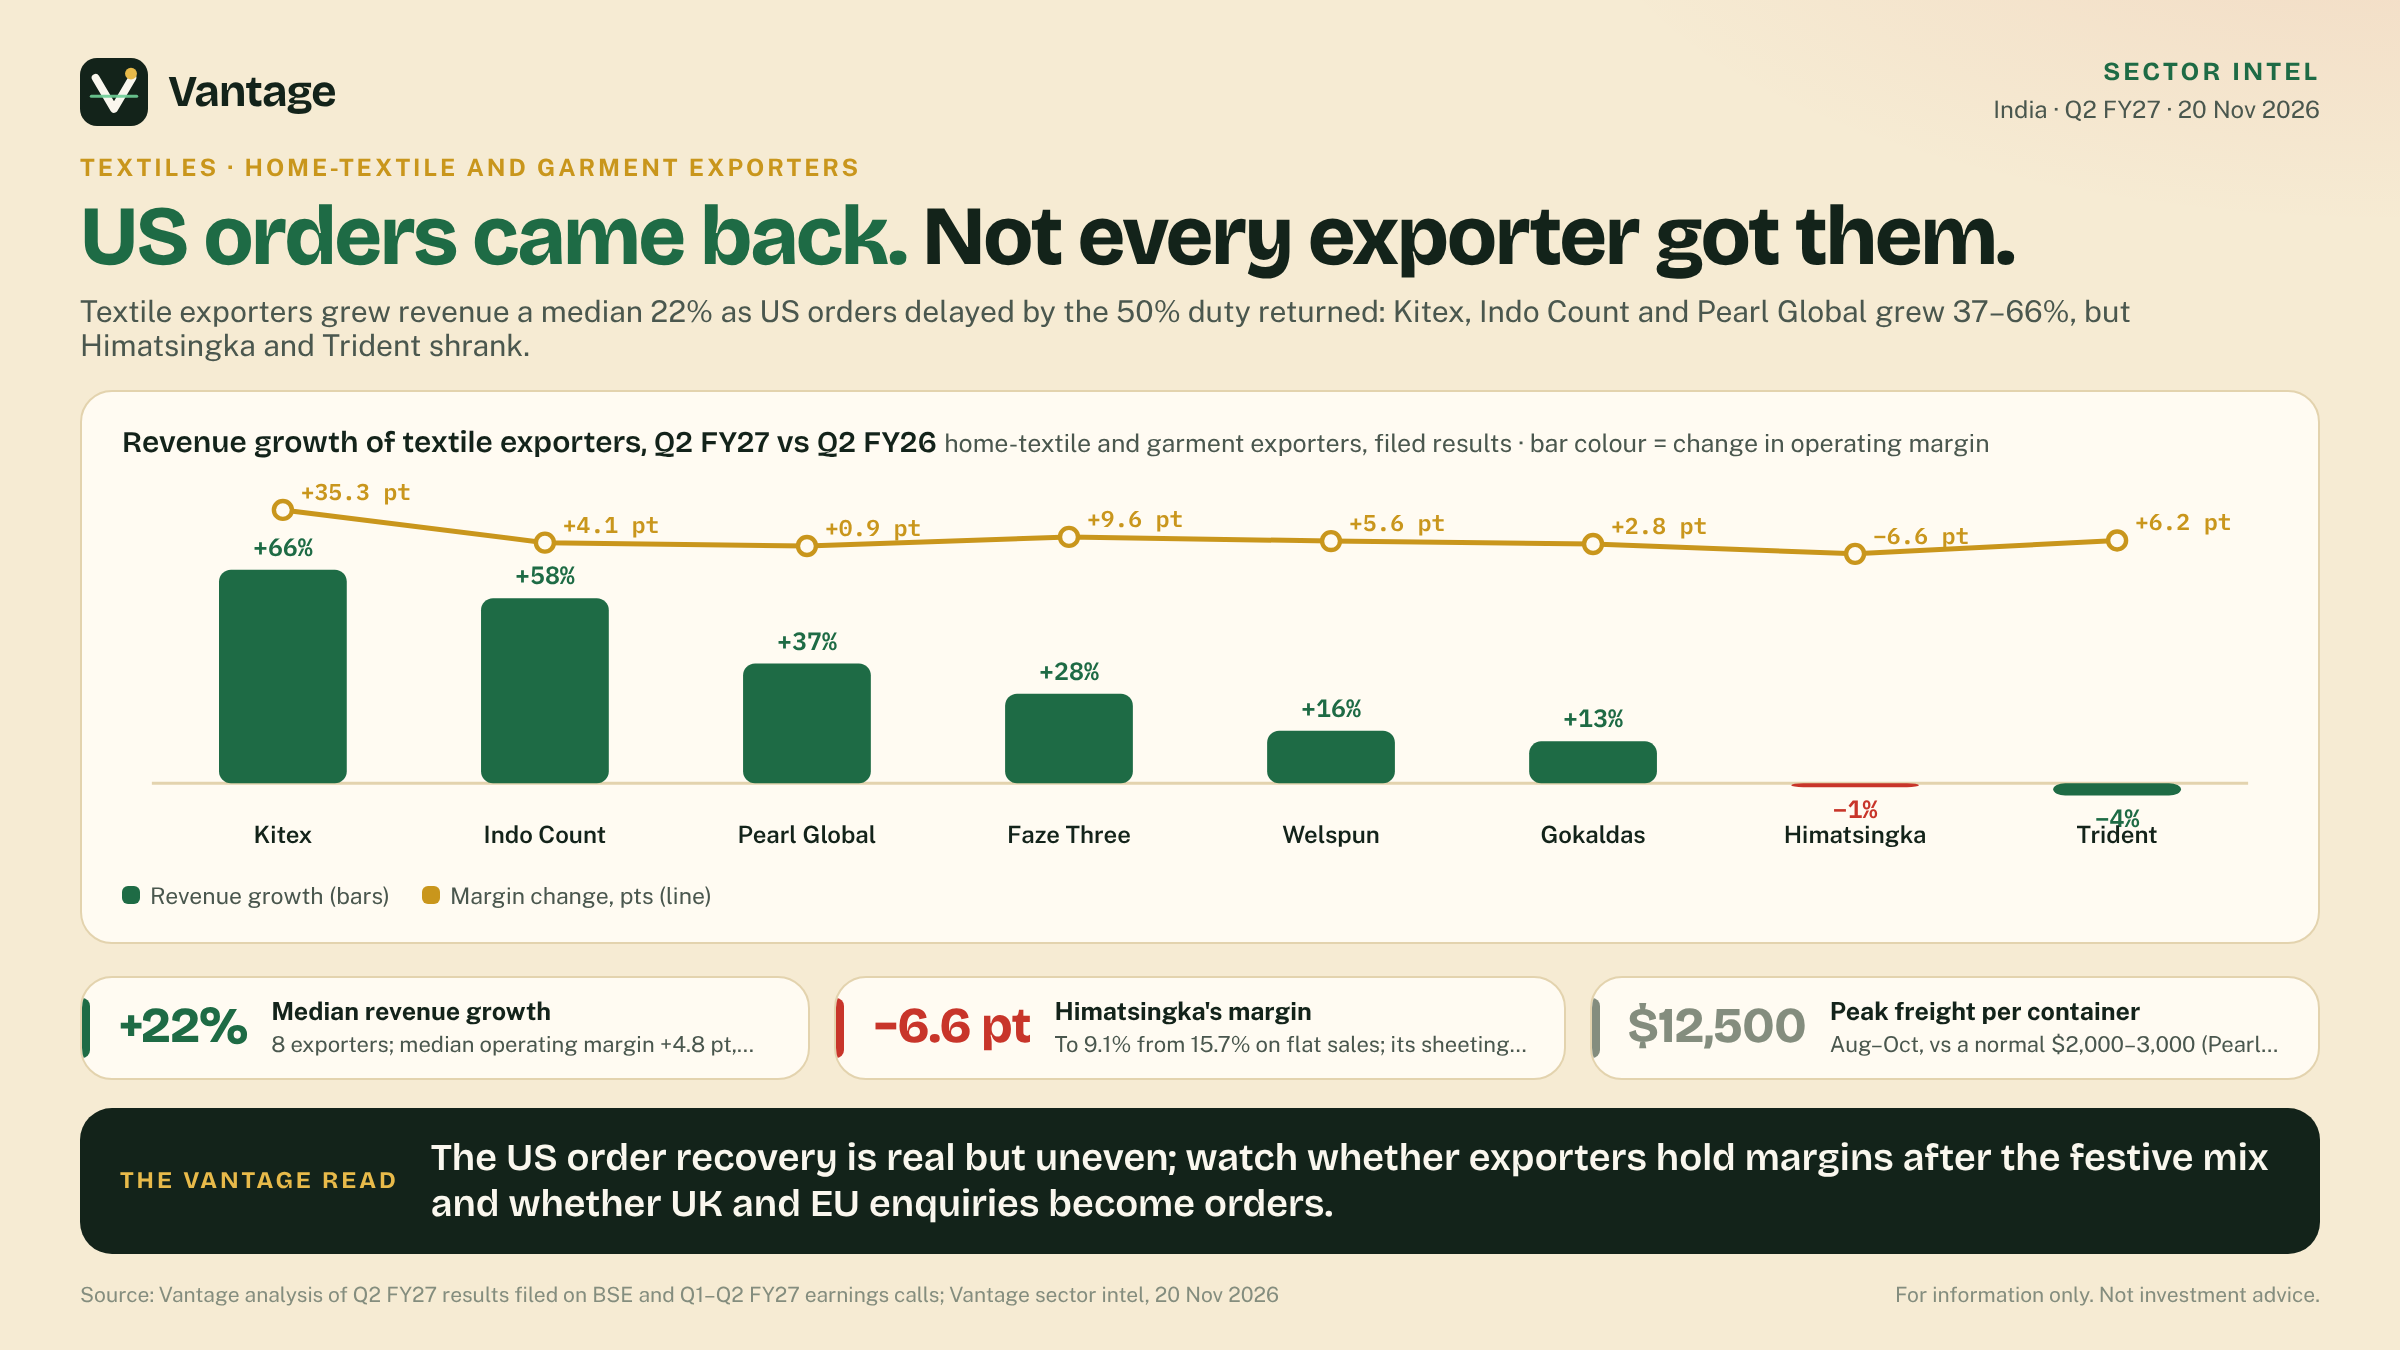 Vantage
SECTOR INTEL
India · Q2 FY27 · 20 Nov 2026
TEXTILES · HOME-TEXTILE AND GARMENT EXPORTERS
US orders came back. Not every exporter got them.
Textile exporters grew revenue a median 22% as US orders delayed by the 50% duty returned: Kitex, Indo Count and Pearl Global grew 37–66%, but
Himatsingka and Trident shrank.
Revenue growth of textile exporters, Q2 FY27 vs Q2 FY26 home-textile and garment exporters, filed results · bar colour = change in operating margin
+35.3 pt
+4.1 pt
+0.9 pt
+9.6 pt
+5.6 pt
+2.8 pt
−6.6 pt
+6.2 pt
+66%
+58%
+37%
+28%
+16%
+13%
−1%
−4%
Kitex
Indo Count
Pearl Global
Faze Three
Welspun
Gokaldas
Himatsingka
Trident
Revenue growth (bars)
Margin change, pts (line)
+22%
Median revenue growth
8 exporters; median operating margin +4.8 pt,...
−6.6 pt
Himatsingka's margin
To 9.1% from 15.7% on flat sales; its sheeting...
$12,500
Peak freight per container
Aug–Oct, vs a normal $2,000–3,000 (Pearl...
THE VANTAGE READ
The US order recovery is real but uneven; watch whether exporters hold margins after the festive mix
and whether UK and EU enquiries become orders.
Source: Vantage analysis of Q2 FY27 results filed on BSE and Q1–Q2 FY27 earnings calls; Vantage sector intel, 20 Nov 2026
For information only. Not investment advice.